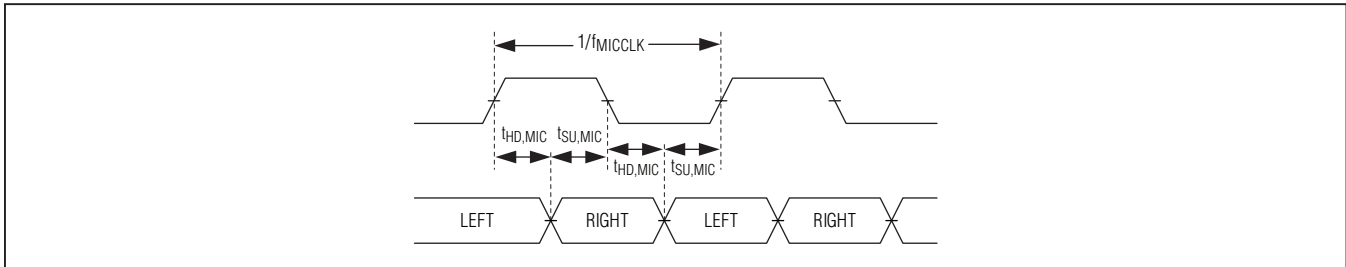 1/fMICCLK
tHD,MIC tSU,MIC
tHD,MIC tSU,MIC
LEFT RIGHT LEFT RIGHT